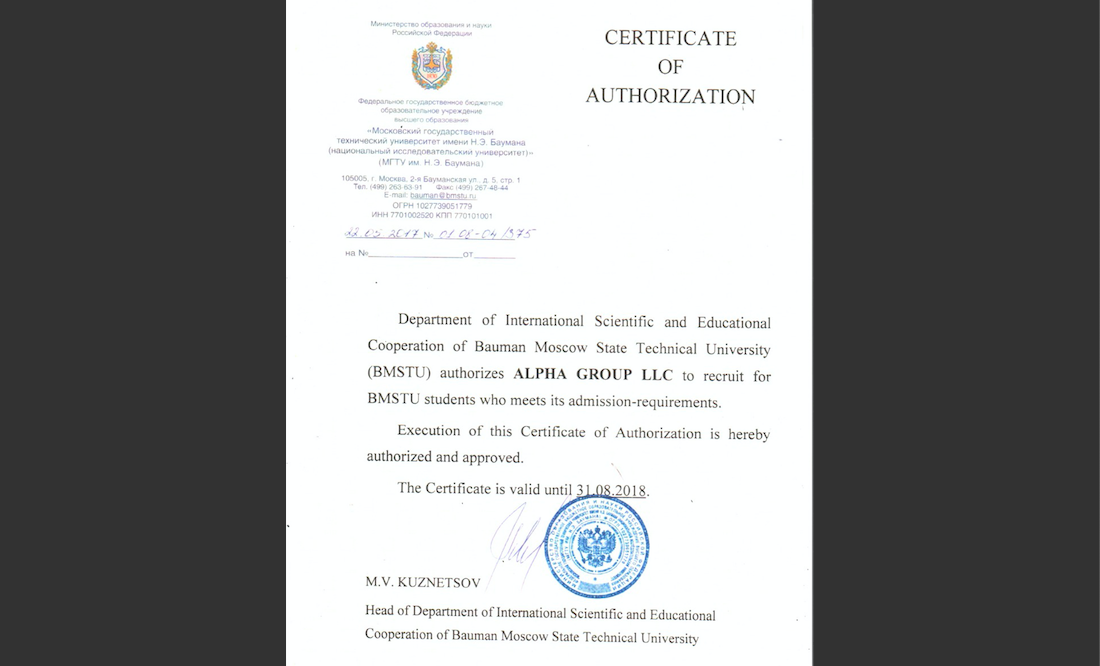 Министерство образования и науки
Российской Федерации
Федеральное государственное бюджетное
образовательное учреждение
высшего образования
«Московский государственный
технический университет имени Н.Э. Баумана
(национальный исследовательский университет)»
(МГТУ им. Н.Э. Баумана)
105005, г. Москва, 2-я Бауманская ул., д. 5, стр. 1
Тел. (499) 263-63-91 Факс (499) 267-48-44
E-mail: bauman@bmstu.ru
ОГРН 1027739051779
ИНН 7701002520 КПП 770101001
22.05.2017 № 01.08-04/375
на № от
CERTIFICATE
OF
AUTHORIZATION
Department of International Scientific and Educational
Cooperation of Bauman Moscow State Technical University
(BMSTU) authorizes ALPHA GROUP LLC to recruit for
BMSTU students who meets its admission-requirements.
Execution of this Certificate of Authorization is hereby
authorized and approved.
The Certificate is valid until 31.08.2018.
M.V. KUZNETSOV
Head of Department of International Scientific and Educational
Cooperation of Bauman Moscow State Technical University